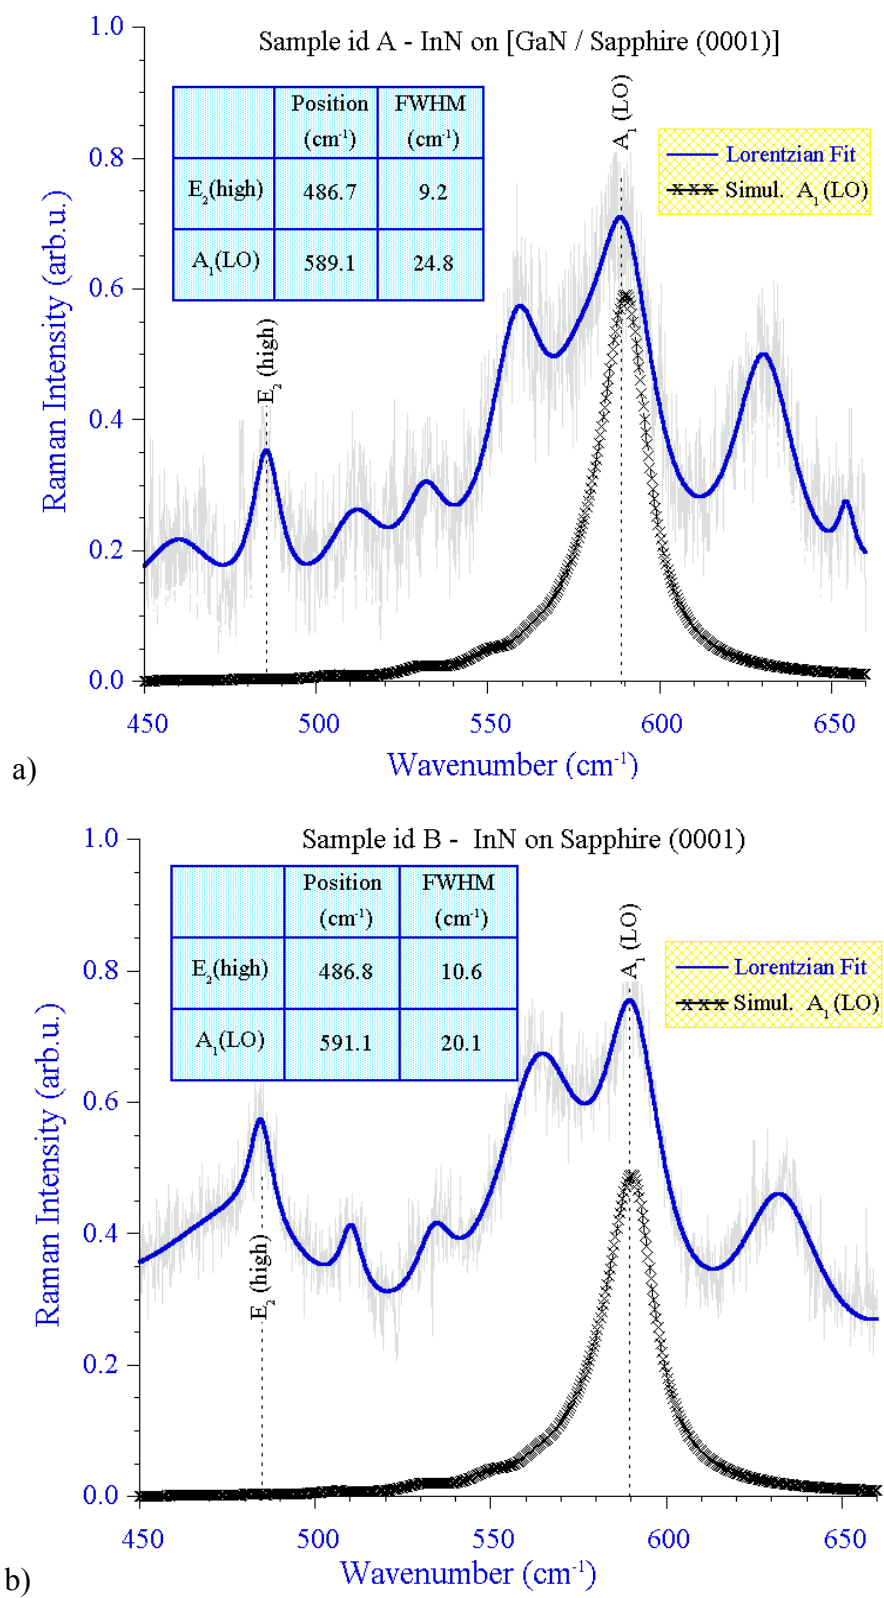 Sample id A - InN on [GaN / Sapphire (0001)]
Position (cm⁻¹) FWHM (cm⁻¹)
E₂(high) 486.7 9.2
A₁(LO) 589.1 24.8
A₁ (LO)
E₂ (high)
Lorentzian Fit
Simul. A₁(LO)
Raman Intensity (arb.u.)
1.0
0.8
0.6
0.4
0.2
0.0
450 500 550 600 650
Wavenumber (cm⁻¹)
a)
Sample id B - InN on Sapphire (0001)
Position (cm⁻¹) FWHM (cm⁻¹)
E₂(high) 486.8 10.6
A₁(LO) 591.1 20.1
A₁ (LO)
E₂ (high)
Lorentzian Fit
Simul. A₁(LO)
Raman Intensity (arb.u.)
1.0
0.8
0.6
0.4
0.2
0.0
450 500 550 600 650
Wavenumber (cm⁻¹)
b)